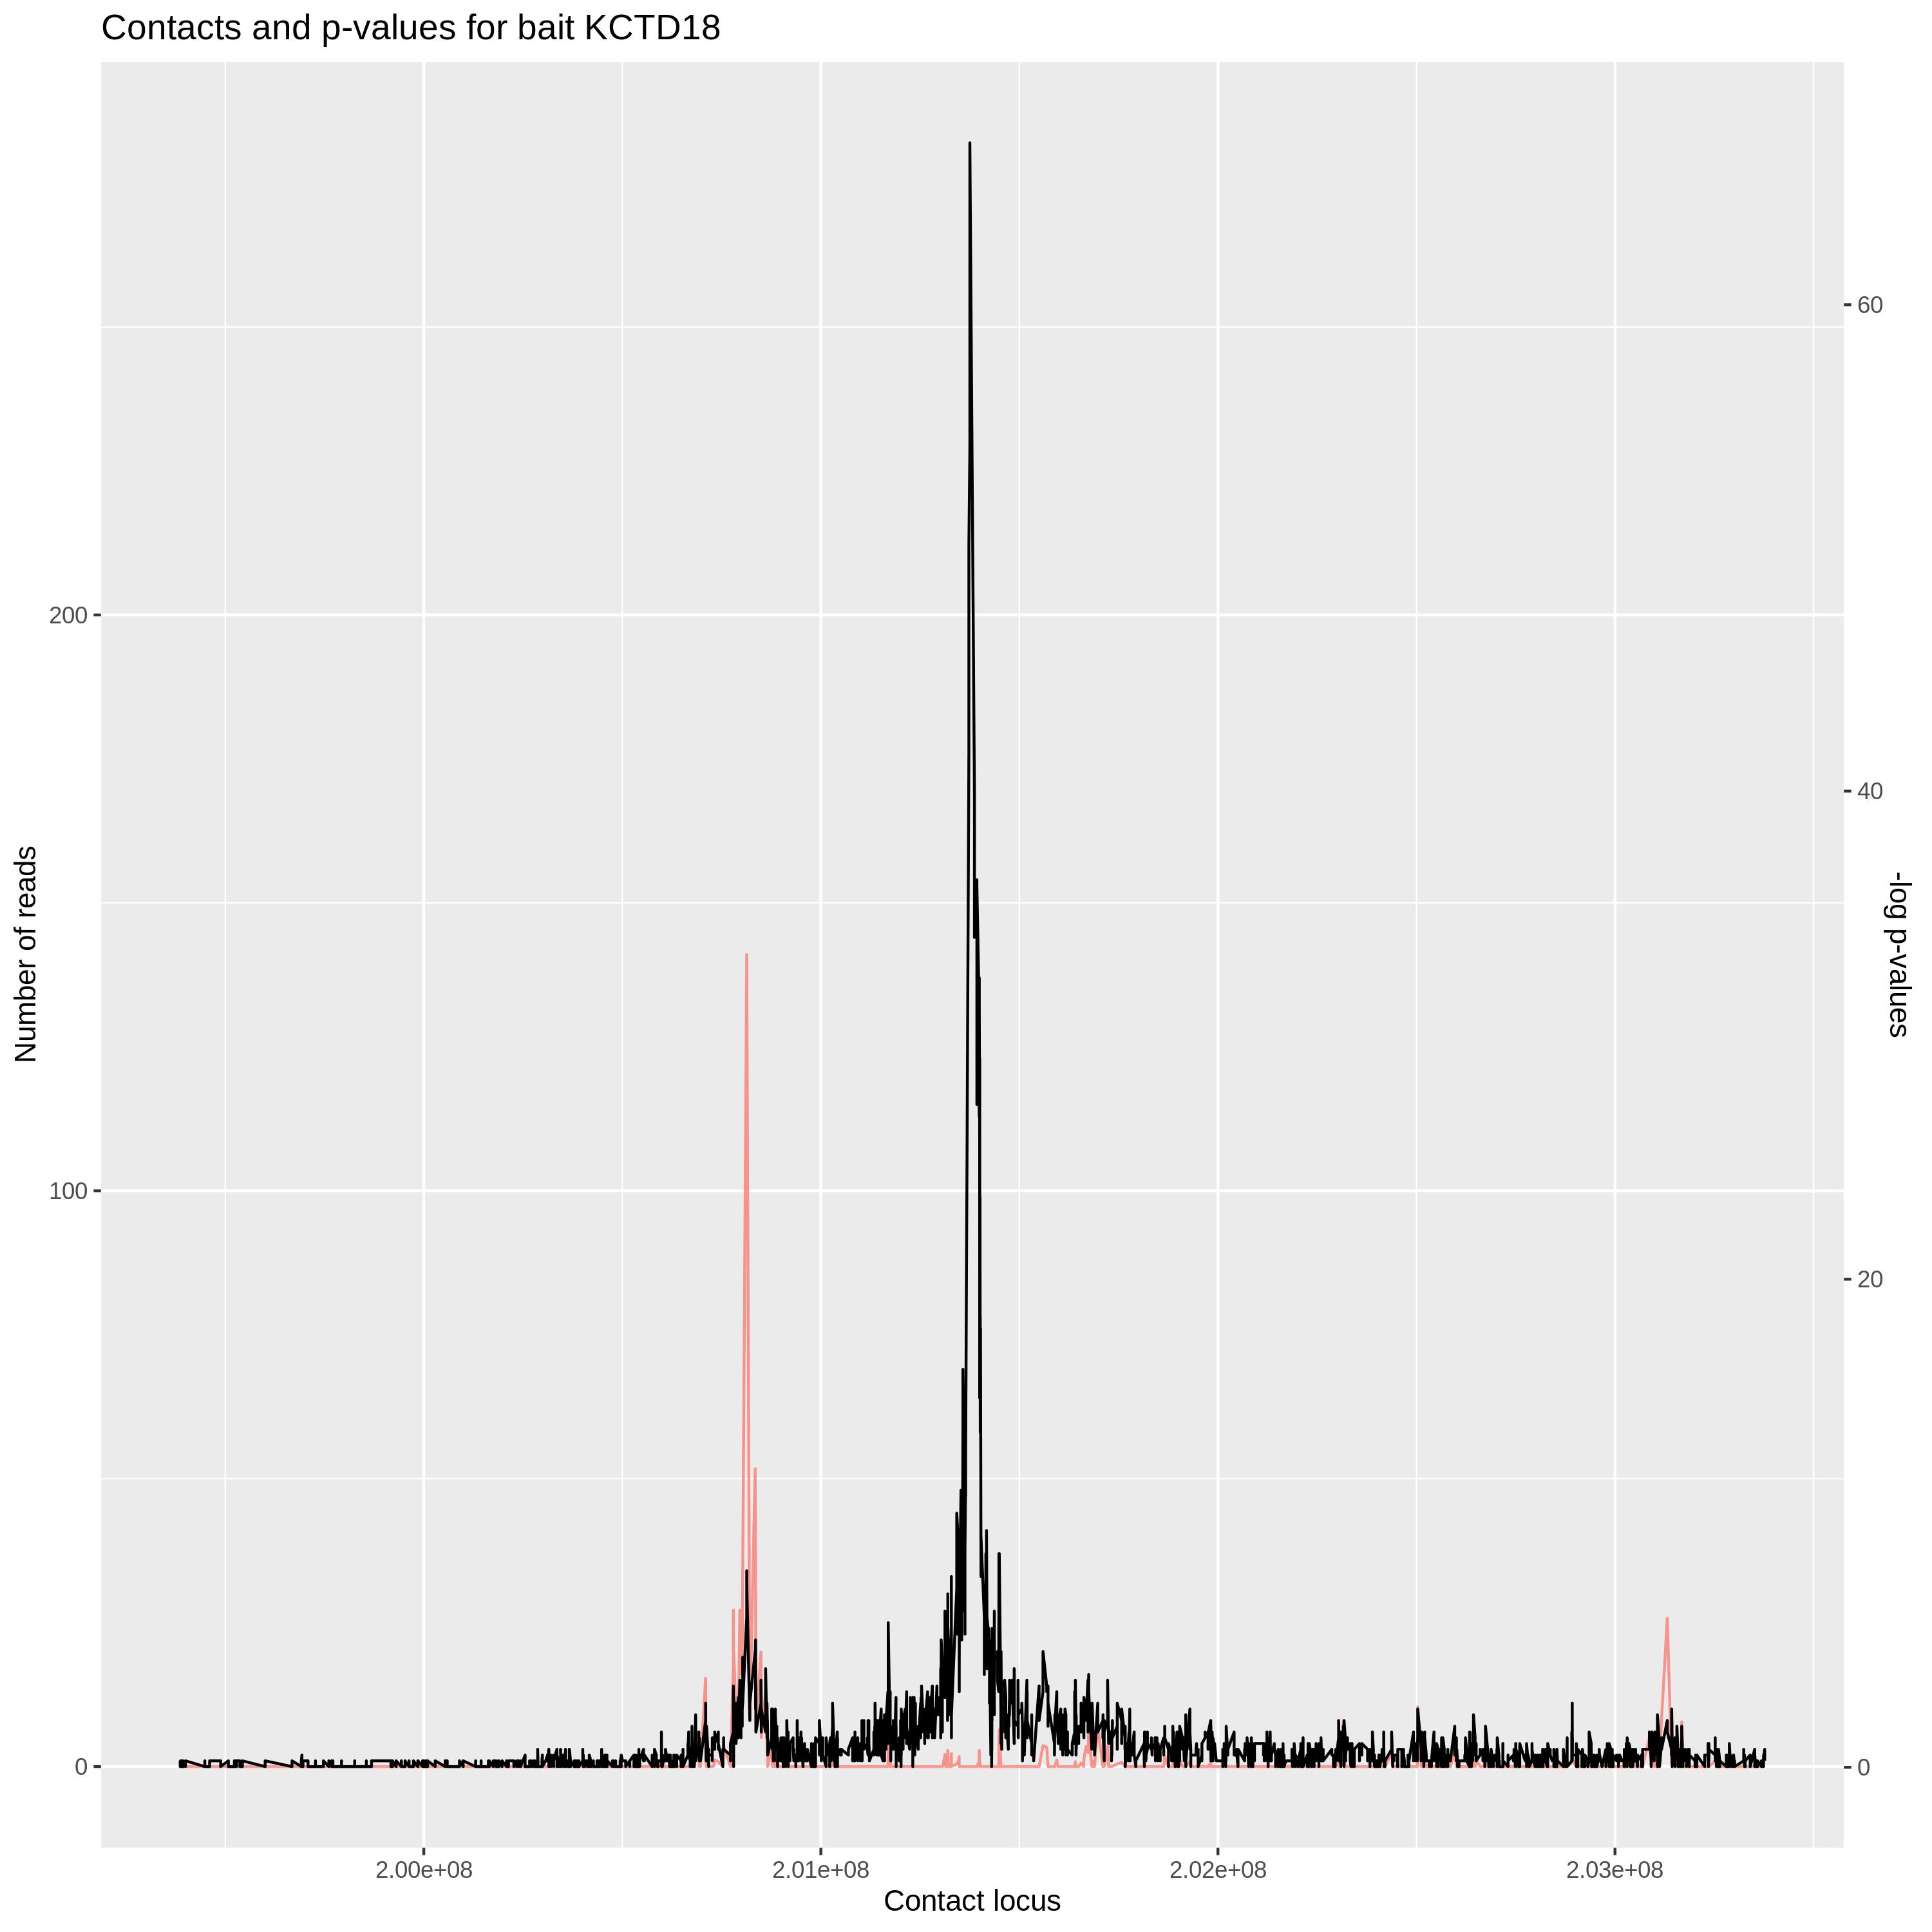 Contacts and p-values for bait KCTD18
Number of reads
200
100
0
-log p-values
60
40
20
0
2.00e+08 2.01e+08 2.02e+08 2.03e+08
Contact locus